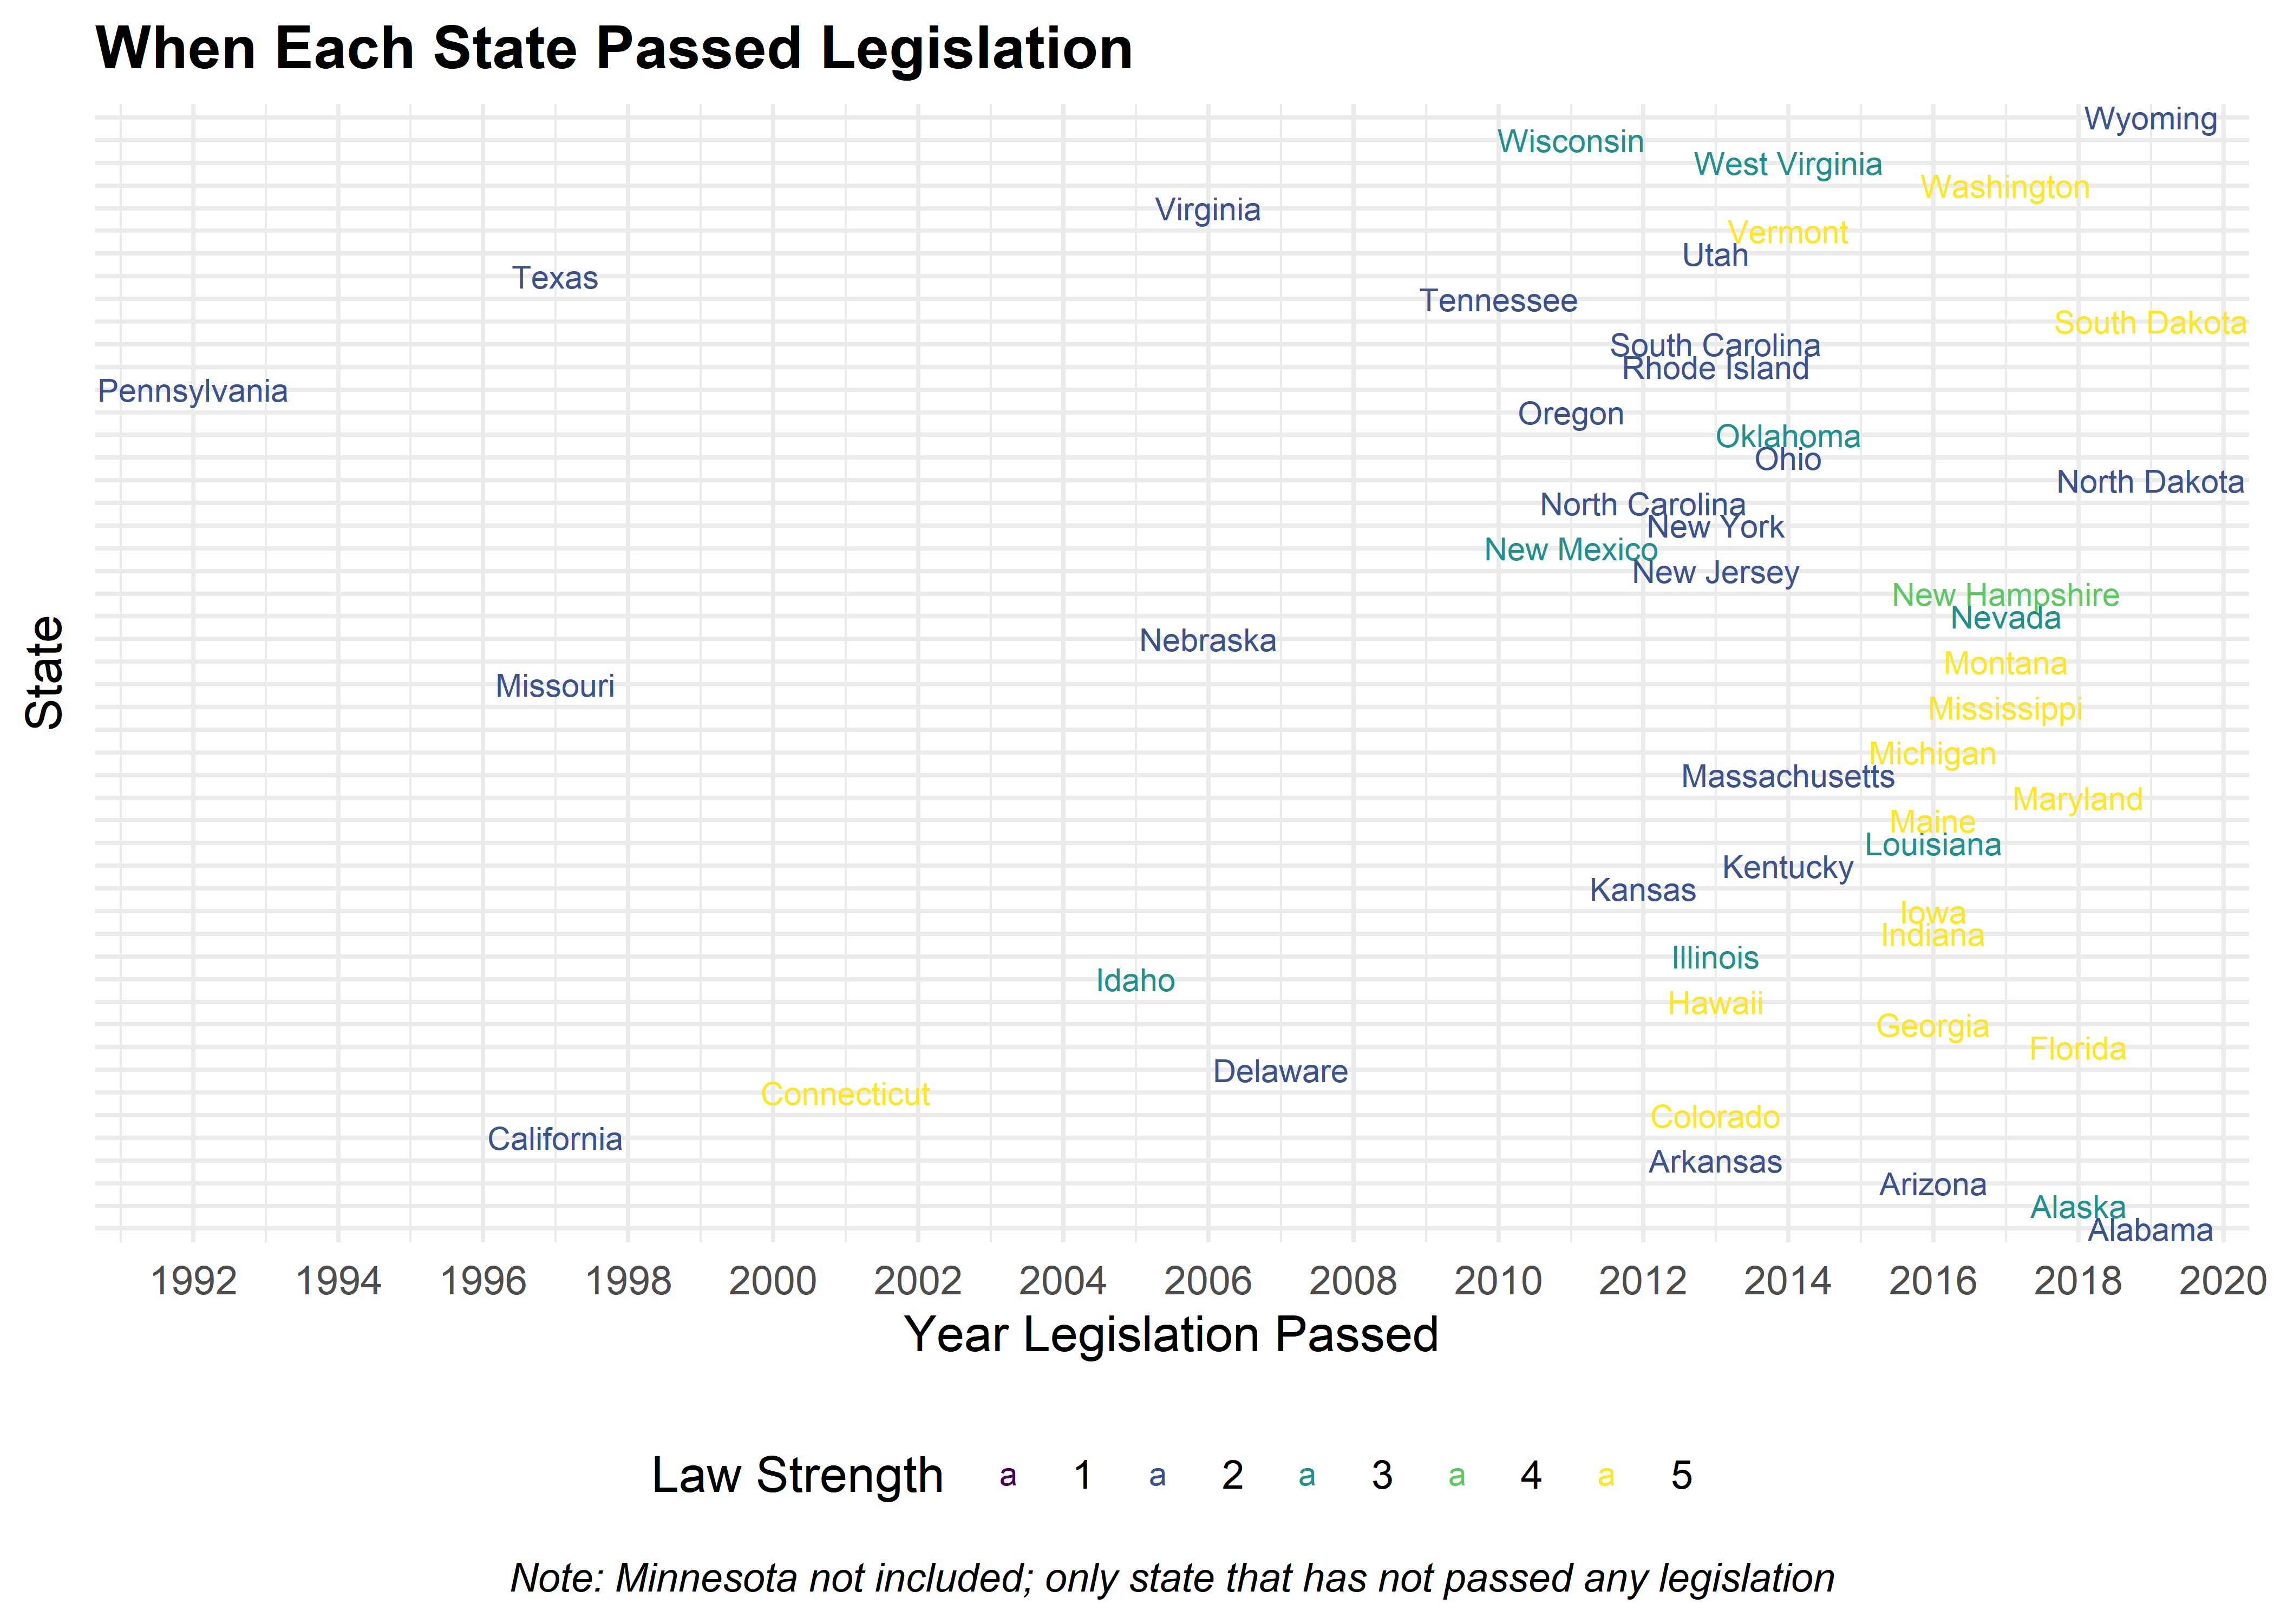 When Each State Passed Legislation
Wyoming
Wisconsin
West Virginia
Washington
Virginia
Vermont
Utah
Texas
Tennessee
South Dakota
South Carolina
Rhode Island
Pennsylvania
Oregon
Oklahoma
Ohio
North Dakota
North Carolina
New York
New Mexico
New Jersey
New Hampshire
Nevada
Nebraska
Montana
Missouri
Mississippi
Michigan
Massachusetts
Maryland
Maine
Louisiana
Kentucky
Kansas
Iowa
Indiana
Illinois
Idaho
Hawaii
Georgia
Florida
Delaware
Connecticut
Colorado
California
Arkansas
Arizona
Alaska
Alabama
State
1992 1994 1996 1998 2000 2002 2004 2006 2008 2010 2012 2014 2016 2018 2020
Year Legislation Passed
Law Strength a 1 a 2 a 3 a 4 a 5
Note: Minnesota not included; only state that has not passed any legislation